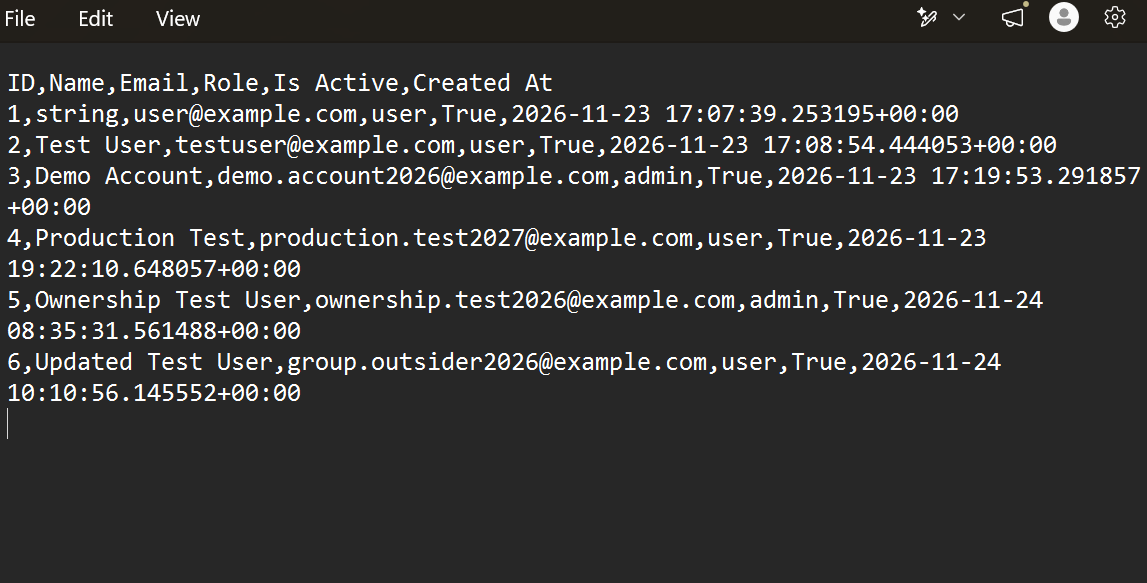 File Edit View
ID,Name,Email,Role,Is Active,Created At
1,string,user@example.com,user,True,2026-11-23 17:07:39.253195+00:00
2,Test User,testuser@example.com,user,True,2026-11-23 17:08:54.444053+00:00
3,Demo Account,demo.account2026@example.com,admin,True,2026-11-23 17:19:53.291857
+00:00
4,Production Test,production.test2027@example.com,user,True,2026-11-23
19:22:10.648057+00:00
5,Ownership Test User,ownership.test2026@example.com,admin,True,2026-11-24
08:35:31.561488+00:00
6,Updated Test User,group.outsider2026@example.com,user,True,2026-11-24
10:10:56.145552+00:00